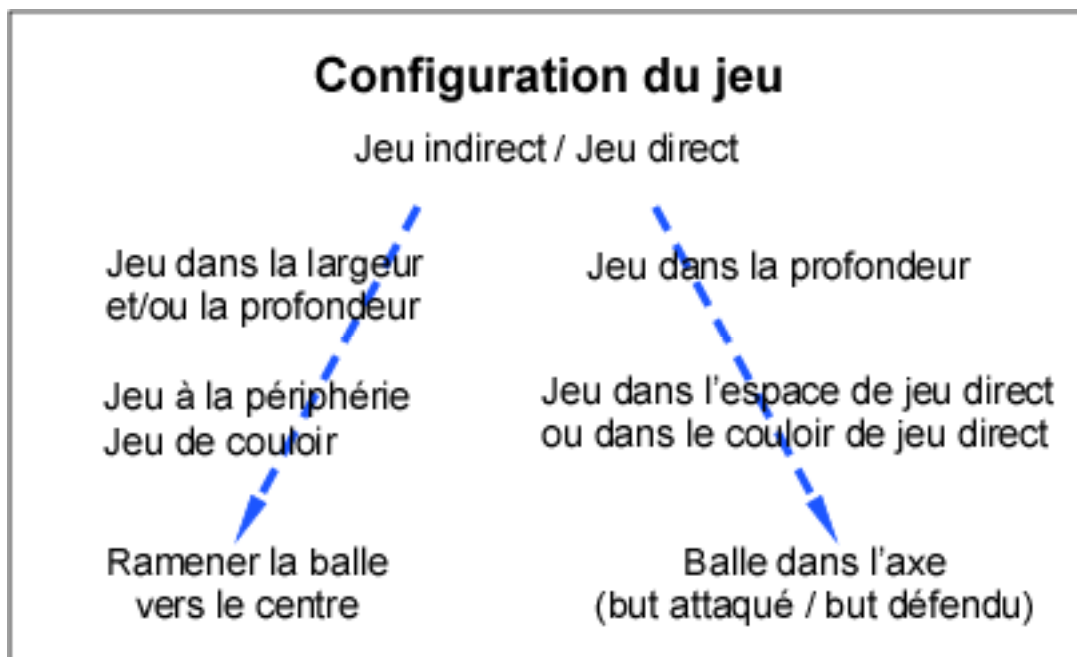 Configuration du jeu
Jeu indirect / Jeu direct
Jeu dans la largeur
et/ou la profondeur
Jeu à la périphérie
Jeu de couloir
Ramener la balle
vers le centre
Jeu dans la profondeur
Jeu dans l'espace de jeu direct
ou dans le couloir de jeu direct
Balle dans l'axe
(but attaqué / but défendu)